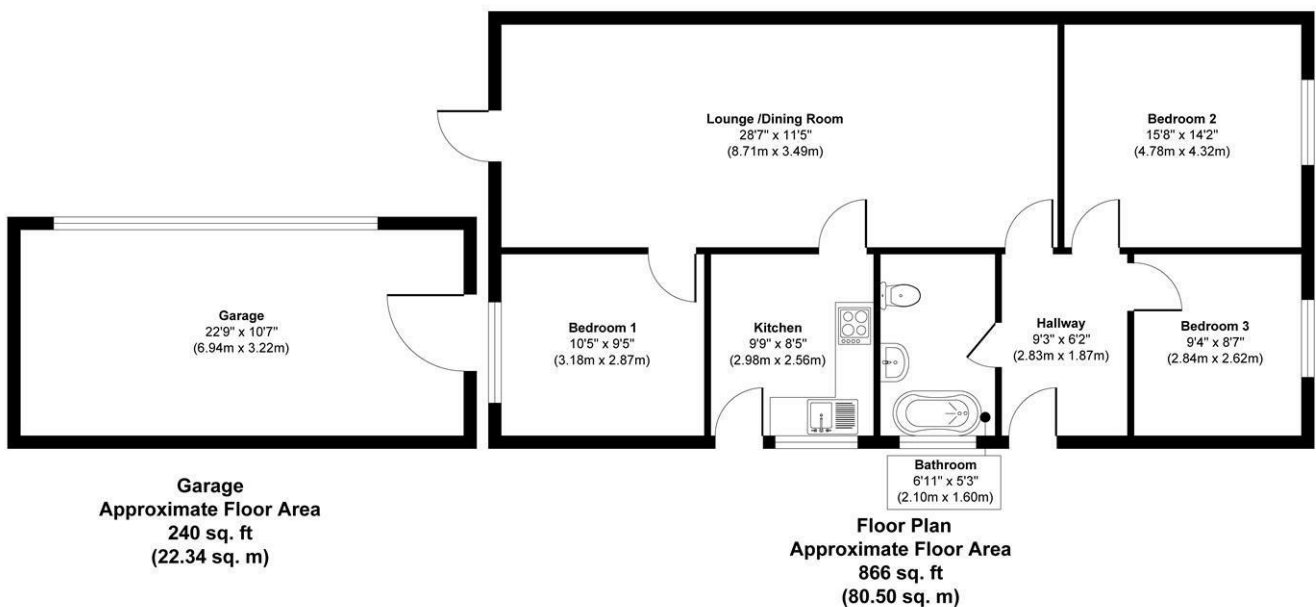 Lounge /Dining Room
28'7" x 11'5"
(8.71m x 3.49m)
Bedroom 2
15'8" x 14'2"
(4.78m x 4.32m)
Garage
22'9" x 10'7"
(6.94m x 3.22m)
Bedroom 1
10'5" x 9'5"
(3.18m x 2.87m)
Kitchen
9'9" x 8'5"
(2.98m x 2.56m)
Hallway
9'3" x 6'2"
(2.83m x 1.87m)
Bedroom 3
9'4" x 8'7"
(2.84m x 2.62m)
Bathroom
6'11" x 5'3"
(2.10m x 1.60m)
Garage
Approximate Floor Area
240 sq. ft
(22.34 sq. m)
Floor Plan
Approximate Floor Area
866 sq. ft
(80.50 sq. m)